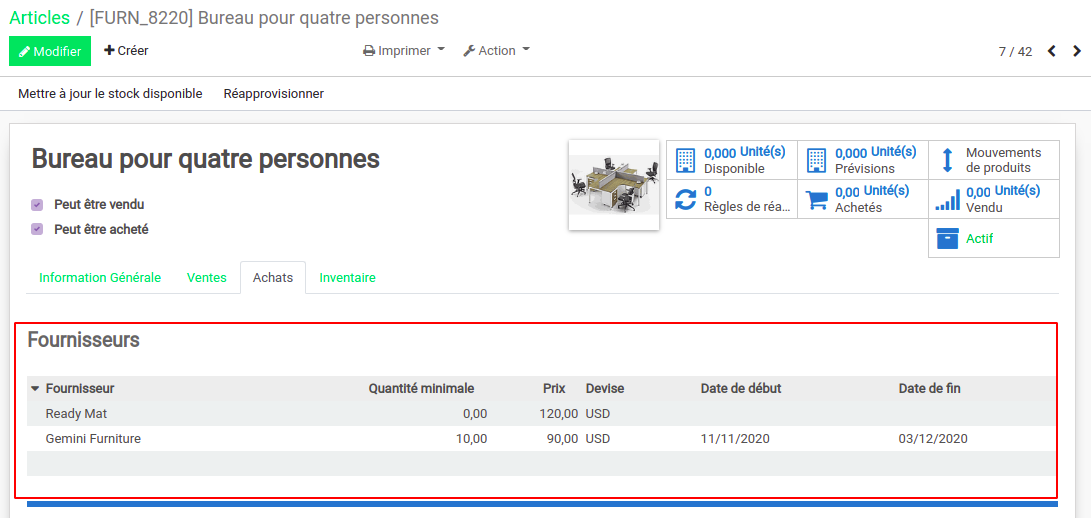 Articles / [FURN_8220] Bureau pour quatre personnes
Modifier Créer Imprimer Action 7 / 42
Mettre à jour le stock disponible Réapprovisionner
Bureau pour quatre personnes
0,000 Unité(s) Disponible
0,000 Unité(s) Prévisions
Mouvements de produits
0 Règles de réa...
0,00 Unité(s) Achetés
0,00 Unité(s) Vendu
Actif
Peut être vendu
Peut être acheté
Information Générale Ventes Achats Inventaire
Fournisseurs
Fournisseur Quantité minimale Prix Devise Date de début Date de fin
Ready Mat 0,00 120,00 USD
Gemini Furniture 10,00 90,00 USD 11/11/2020 03/12/2020